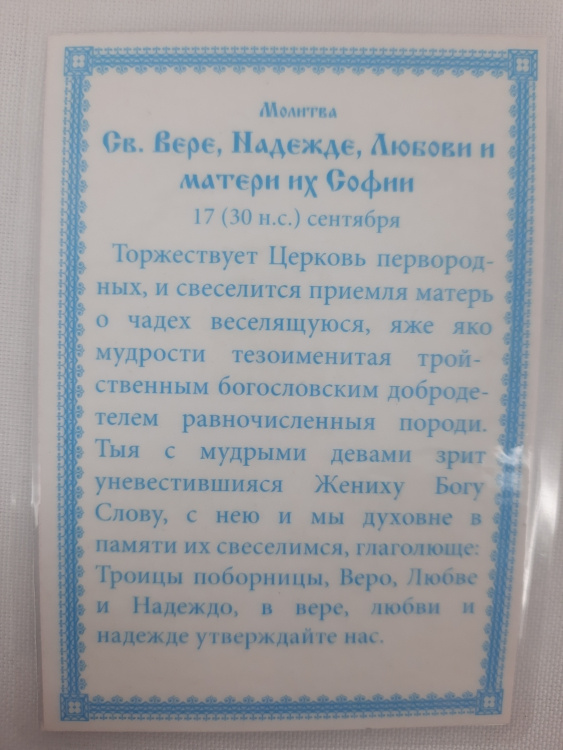 Молитва
Св. Вере, Надежде, Любови и
матери их Софии
17 (30 н.с.) сентября
Торжествует Церковь первород-
ных, и свеселится приемля матерь
о чадех веселящуюся, яже яко
мудрости тезоименитая трой-
ственным богословским доброде-
телем равночисленныя породи.
Тыя с мудрыми девами зрит
уневестившияся Жениху Богу
Слову, с нею и мы духовне в
памяти их свеселимся, глаголюще:
Троицы поборницы, Веро, Любве
и Надеждо, в вере, любви и
надежде утверждайте нас.